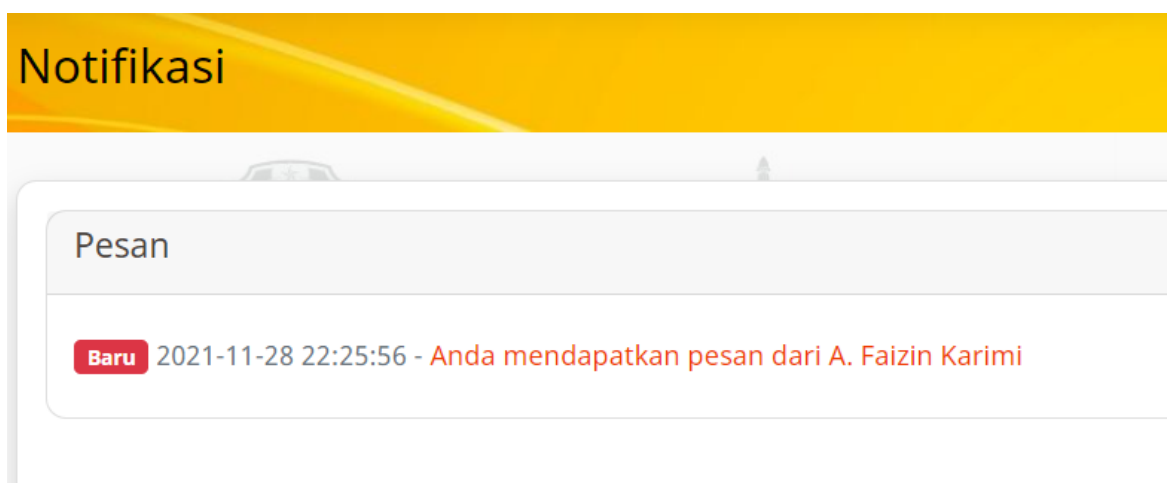 Notifikasi
Pesan
Baru 2021-11-28 22:25:56 - Anda mendapatkan pesan dari A. Faizin Karimi